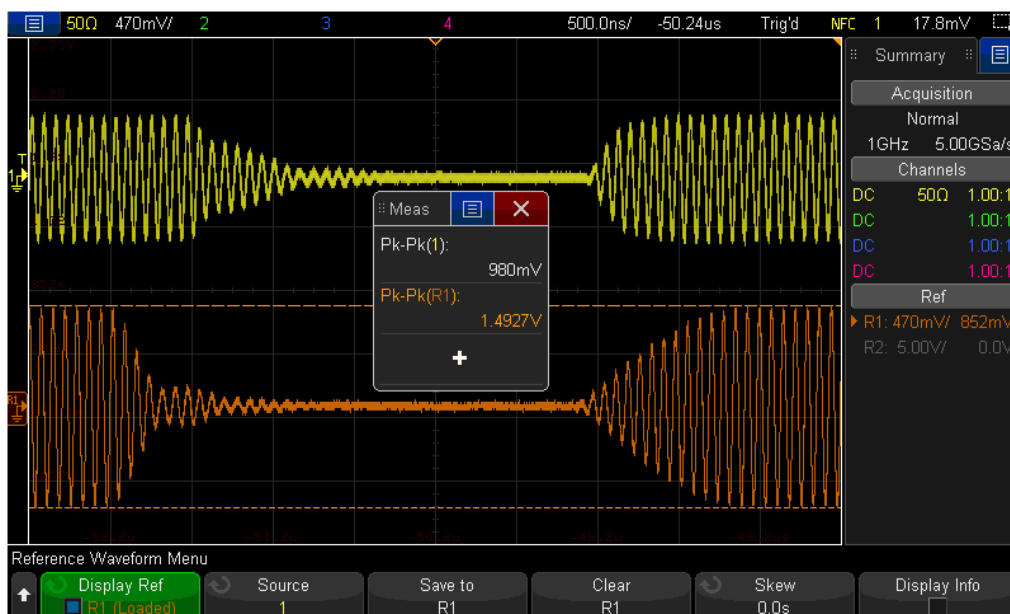 50Ω 470mV/ 2 3 4 500.0ns/ -50.24us Trig'd NFC 1 17.8mV
Summary
Acquisition
Normal
1GHz 5.00GSa/s
Channels
DC 50Ω 1.00:1
DC 1.00:1
DC 1.00:1
DC 1.00:1
Ref
R1: 470mV/ 852mV
R2: 5.00V/ 0.0V
T
1
Meas
Pk-Pk(1):
980mV
Pk-Pk(R1):
1.4927V
R1
Reference Waveform Menu
Display Ref
R1 (Loaded)
Source
1
Save to
R1
Clear
R1
Skew
0.0s
Display Info